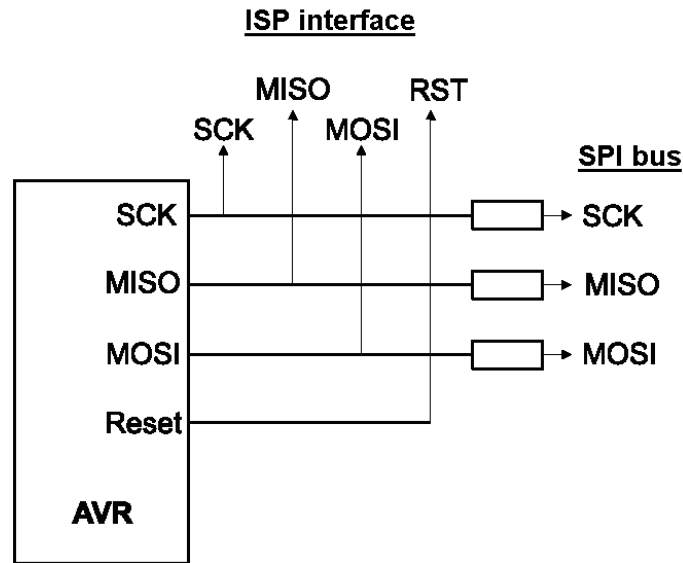 ISP interface
MISO RST
SCK MOSI
SPI bus
SCK SCK
MISO MISO
MOSI MOSI
Reset
AVR